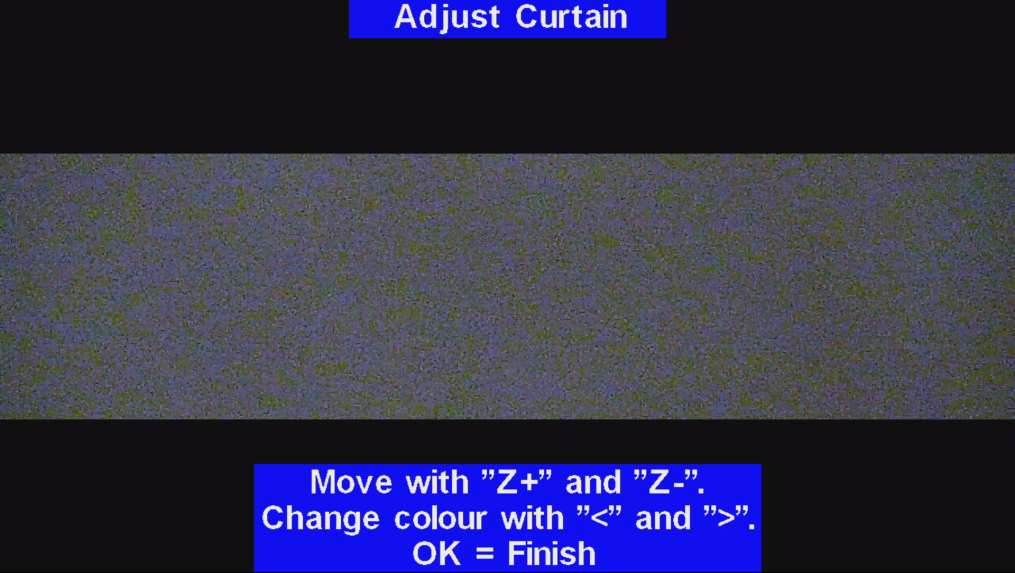 Adjust Curtain
Move with ”Z+” and ”Z-”.
Change colour with ”<” and ”>”.
OK = Finish